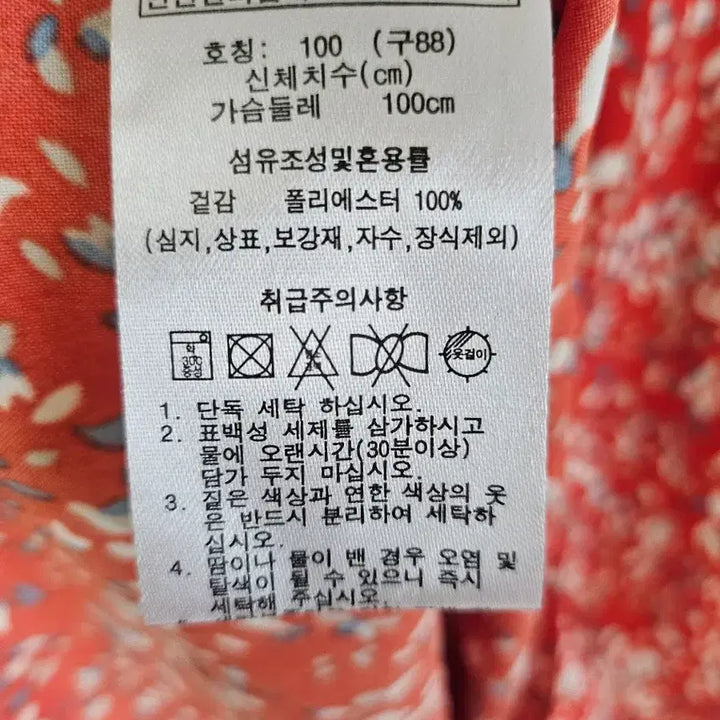 호칭: 100 (구88)
신체치수(cm)
가슴둘레 100cm
섬유조성및혼용률
겉감 폴리에스터 100%
(심지,상표,보강재,자수,장식제외)
취급주의사항
약
30℃
중성
옷걸이
1. 단독 세탁 하십시오.
2. 표백성 세제를 삼가하시고
물에 오랜시간(30분이상)
담가 두지 마십시오.
3. 짙은 색상과 연한 색상의 옷
은 반드시 분리하여 세탁하
십시오.
4. 땀이나 물이 밴 경우 오염 및
탈색이 될 수 있으니 즉시
세탁해 주십시오.